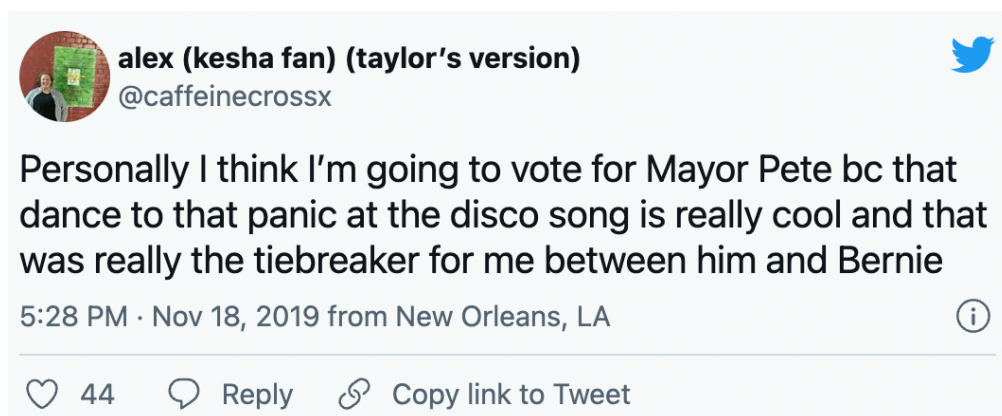 alex (kesha fan) (taylor’s version)
@caffeinecrossx
Personally I think I’m going to vote for Mayor Pete bc that
dance to that panic at the disco song is really cool and that
was really the tiebreaker for me between him and Bernie
5:28 PM · Nov 18, 2019 from New Orleans, LA
44 Reply Copy link to Tweet